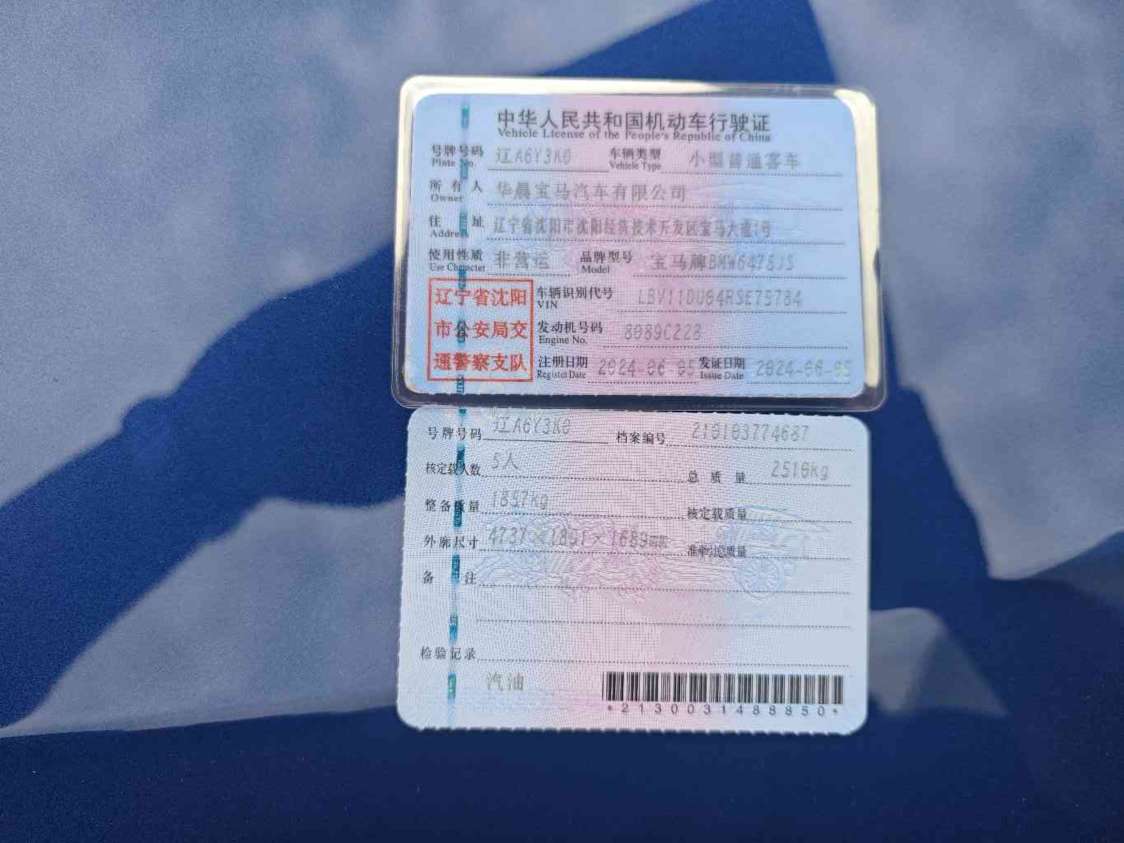 中华人民共和国机动车行驶证
Vehicle License of the People's Republic of China
号牌号码 辽A6Y3K0 车辆类型 小型普通客车
Plate No. Vehicle Type
所有人 华晨宝马汽车有限公司
Owner
住址 辽宁省沈阳市沈阳经济技术开发区宝马大道1号
Address
使用性质 非营运 品牌型号 宝马牌BMW6476JS
Use Character Model
辽宁省沈阳 车辆识别代号 LBV11DU64RSE75784
VIN
市公安局交 发动机号码 8089C228
Engine No.
通警察支队 注册日期 2024-06-05 发证日期 2024-06-05
Register Date Issue Date
号牌号码 辽A6Y3K0 档案编号 210103774687
核定载人数 5人 总质量 2510kg
整备质量 1857kg 核定载质量
外廓尺寸 4737×1891×1689mm 准牵引总质量
备注
检验记录
汽油
*2130031488850*